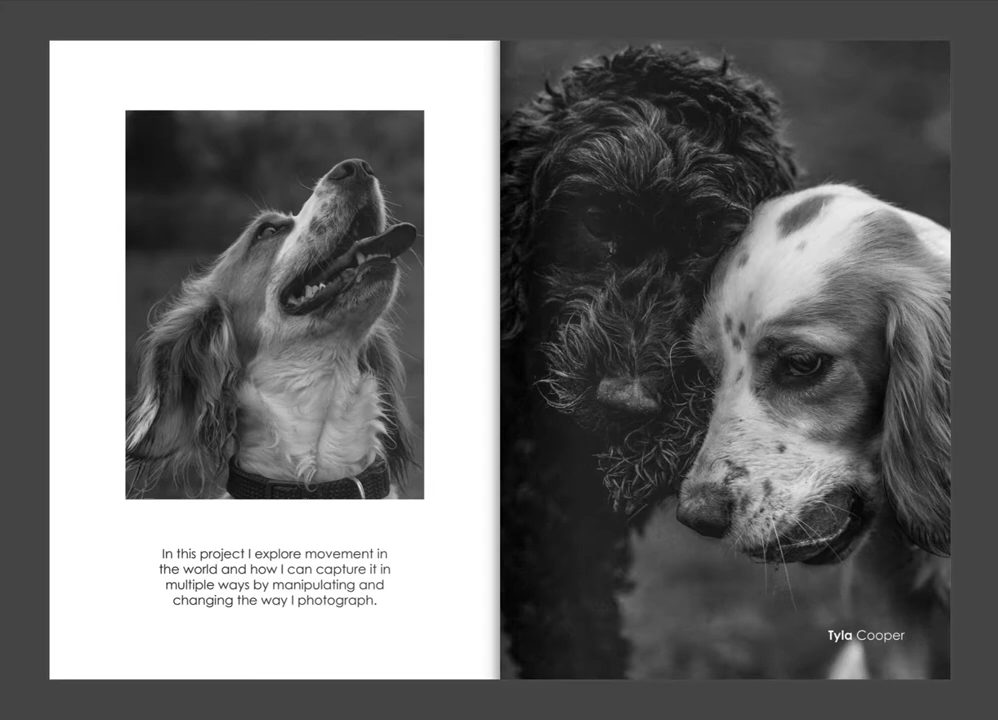 In this project I explore movement in
the world and how I can capture it in
multiple ways by manipulating and
changing the way I photograph.
Tyla Cooper